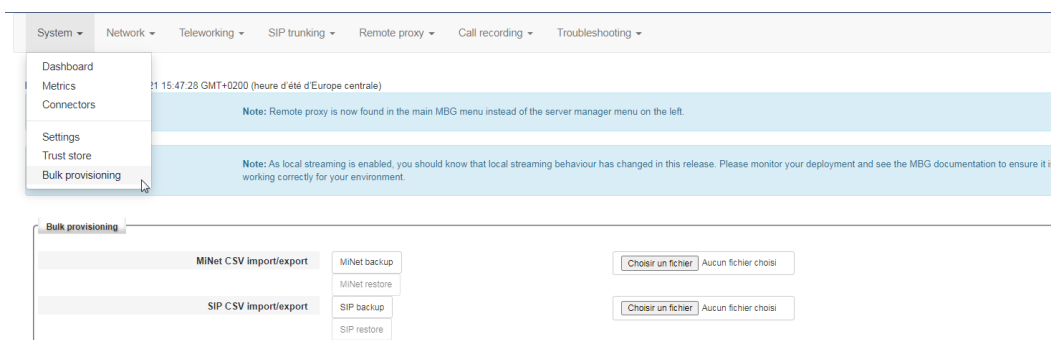 System Network Teleworking SIP trunking Remote proxy Call recording Troubleshooting
Dashboard
Metrics
21 15:47:28 GMT+0200 (heure d'été d'Europe centrale)
Connectors
Note: Remote proxy is now found in the main MBG menu instead of the server manager menu on the left.
Settings
Trust store
Bulk provisioning
Note: As local streaming is enabled, you should know that local streaming behaviour has changed in this release. Please monitor your deployment and see the MBG documentation to ensure it is
working correctly for your environment.
Bulk provisioning
MiNet CSV import/export MiNet backup Choisir un fichier Aucun fichier choisi
MiNet restore
SIP CSV import/export SIP backup Choisir un fichier Aucun fichier choisi
SIP restore